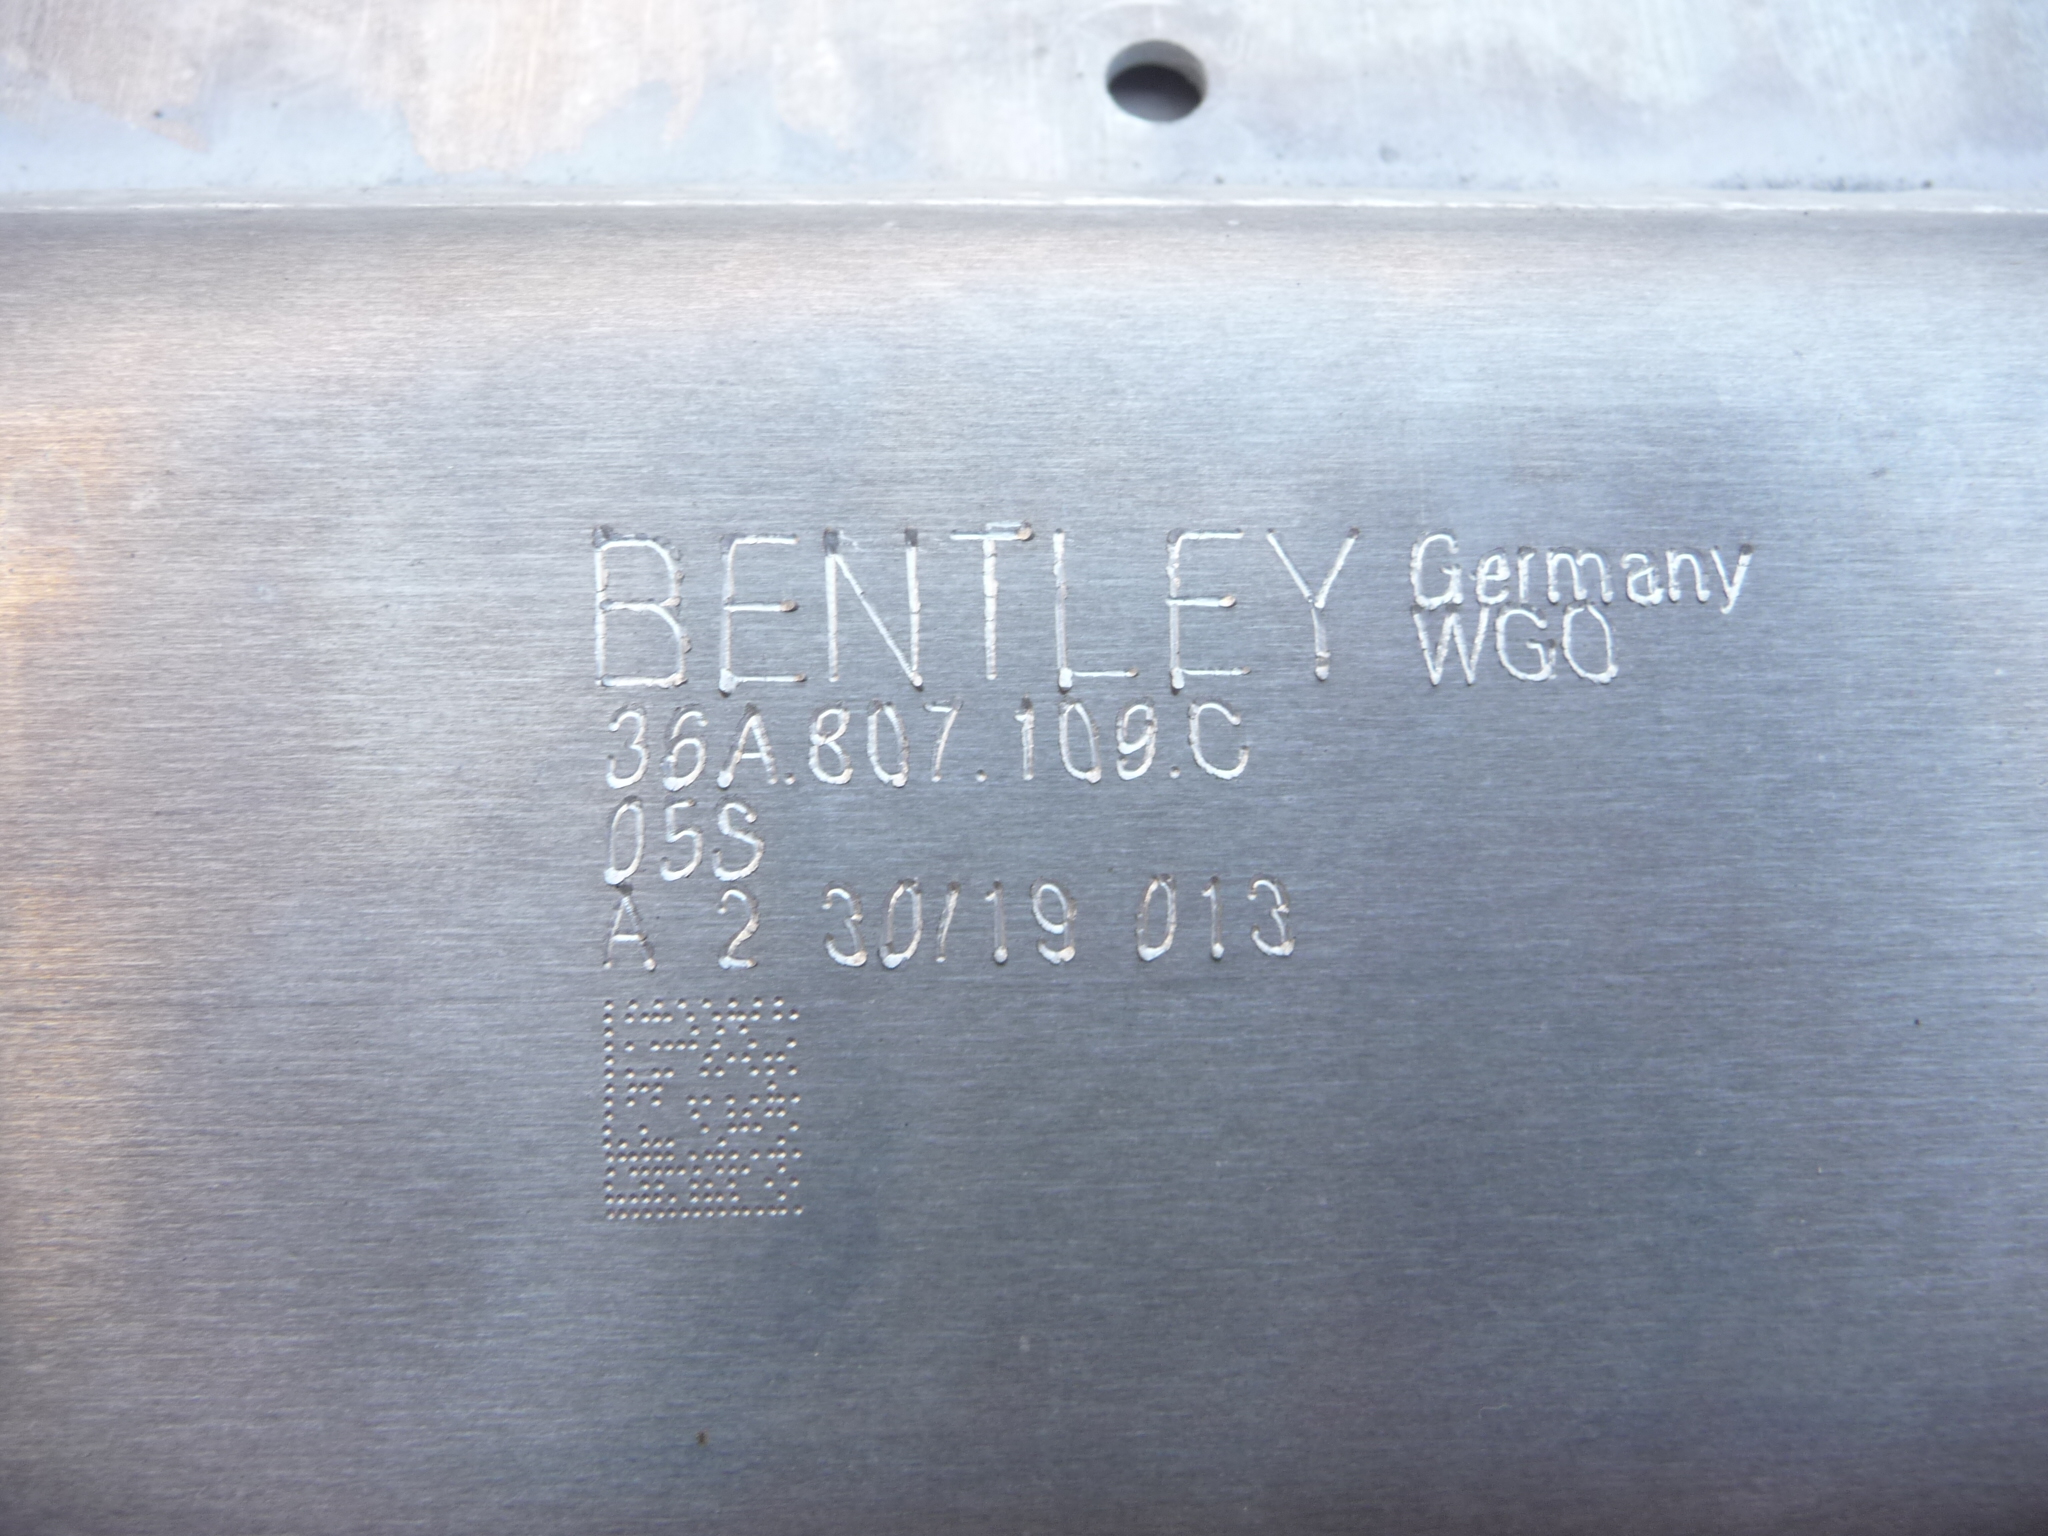 BENTLEY Germany
WGO
36A.807.109.C
05S
A 2 30/19 013